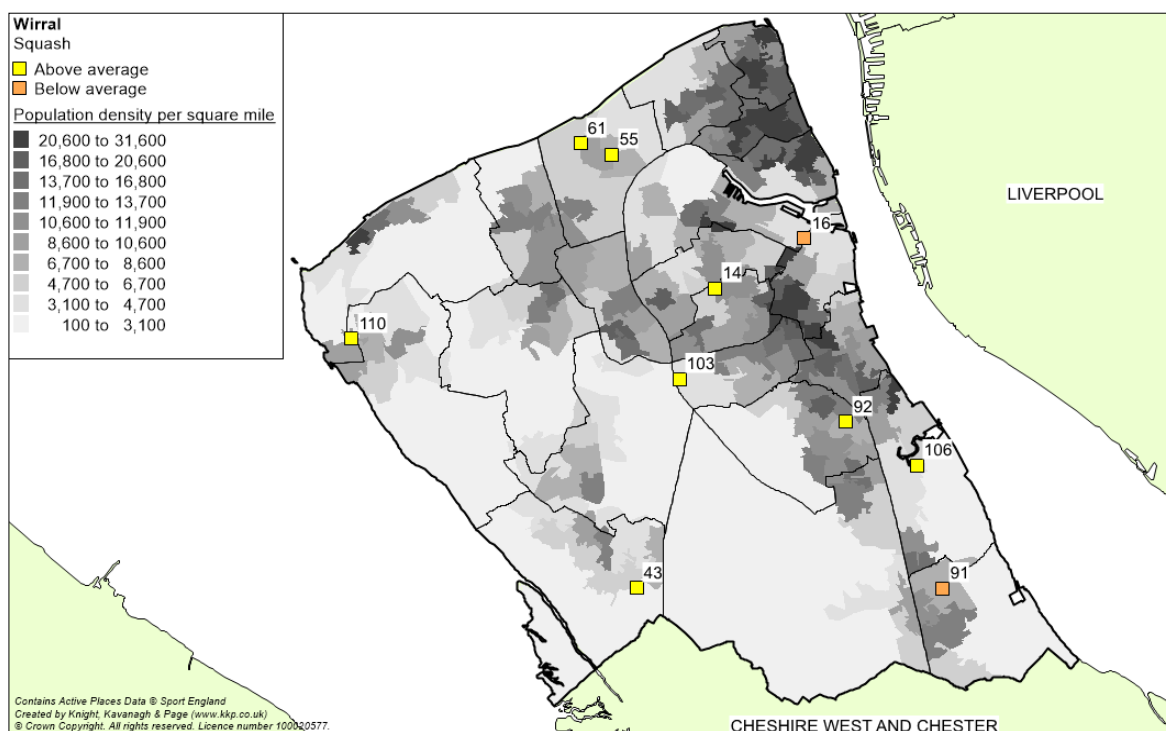 Wirral
Squash
Above average
Below average
Population density per square mile
20,600 to 31,600
16,800 to 20,600
13,700 to 16,800
11,900 to 13,700
10,600 to 11,900
8,600 to 10,600
6,700 to 8,600
4,700 to 6,700
3,100 to 4,700
100 to 3,100
61
55
LIVERPOOL
16
14
110
103
92
106
43
91
Contains Active Places Data © Sport England
Created by Knight, Kavanagh & Page (www.kkp.co.uk)
© Crown Copyright. All rights reserved. Licence number 100020577.
CHESHIRE WEST AND CHESTER